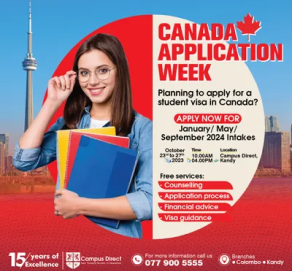 CANADA
APPLICATION
WEEK
Planning to apply for a
student visa in Canada?
APPLY NOW FOR
January/ May/
September 2024 Intakes
October
23rd to 27th
2023
Time
10.00AM
04.00PM
Location
Campus Direct,
Kandy
Free services:
Counselling
Application process
Financial advice
Visa guidance
15 years of
Excellence
Campus Direct
For more information call us
077 900 5555
Branches
Colombo Kandy